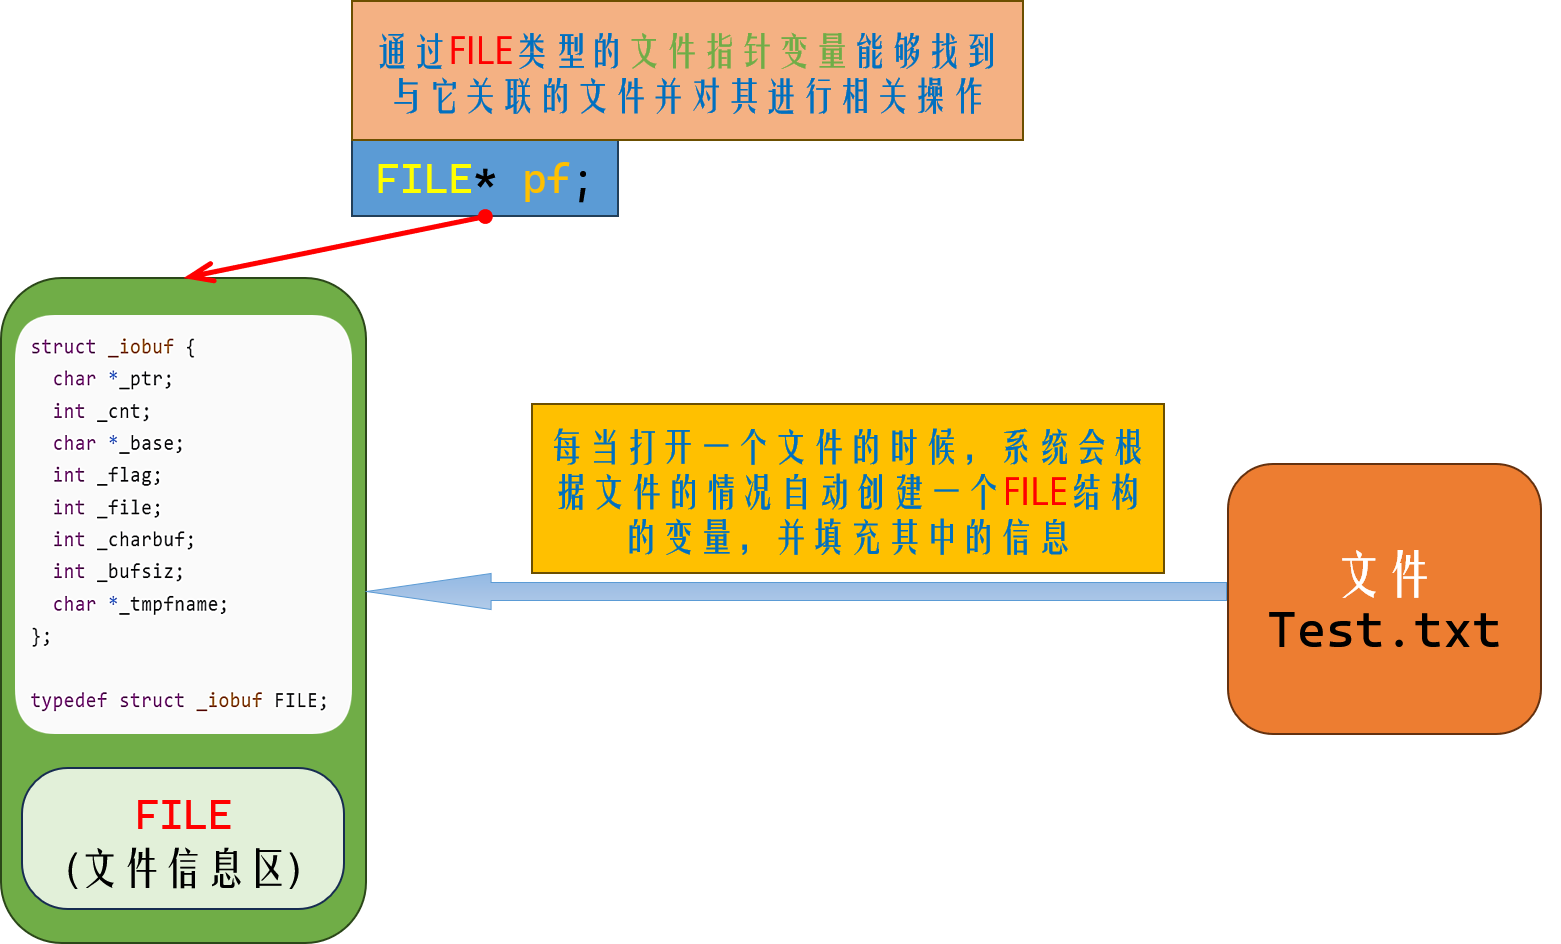 通过FILE类型的文件指针变量能够找到
与它关联的文件并对其进行相关操作
FILE* pf;
struct _iobuf {
  char *_ptr;
  int _cnt;
  char *_base;
  int _flag;
  int _file;
  int _charbuf;
  int _bufsiz;
  char *_tmpfname;
};
typedef struct _iobuf FILE;
FILE
(文件信息区)
每当打开一个文件的时候，系统会根
据文件的情况自动创建一个FILE结构
的变量，并填充其中的信息
文件
Test.txt